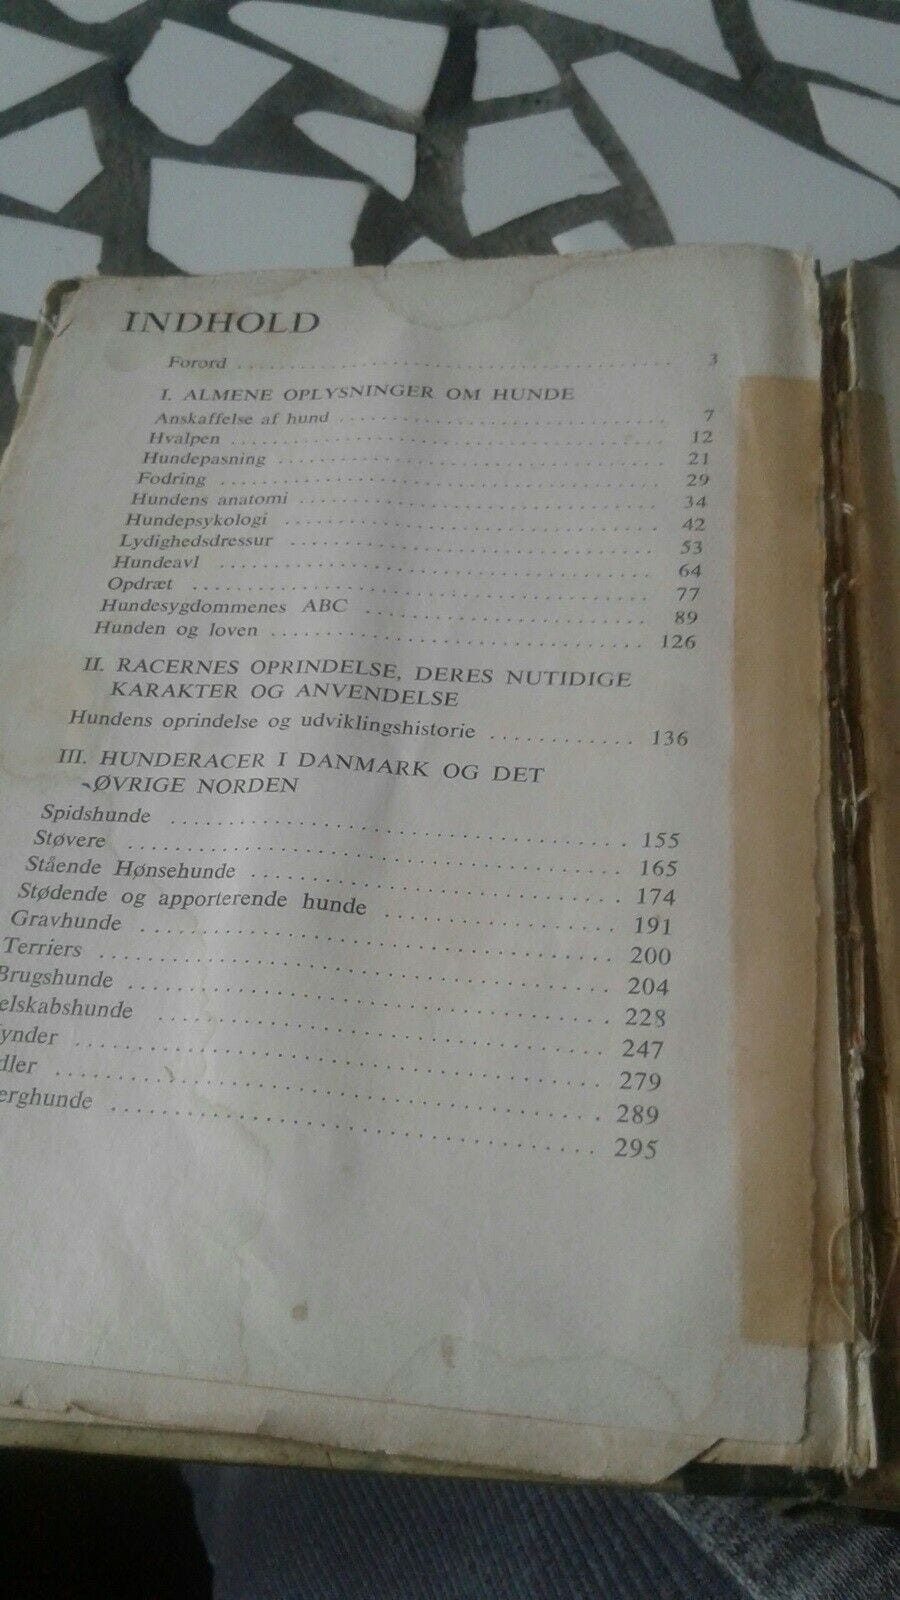 INDHOLD
Forord 3
I. ALMENE OPLYSNINGER OM HUNDE
Anskaffelse af hund 7
Hvalpen 12
Hundepasning 21
Fodring 29
Hundens anatomi 34
Hundepsykologi 42
Lydighedsdressur 53
Hundeavl 64
Opdræt 77
Hundesygdommenes ABC 89
Hunden og loven 126
II. RACERNES OPRINDELSE, DERES NUTIDIGE
KARAKTER OG ANVENDELSE
Hundens oprindelse og udviklingshistorie 136
III. HUNDERACER I DANMARK OG DET
ØVRIGE NORDEN
Spidshunde 155
Støvere 165
Stående Hønsehunde 174
Stødende og apporterende hunde 191
Gravhunde 200
Terriers 204
Brugshunde 228
elskabshunde 247
ynder 279
dler 289
erghunde 295